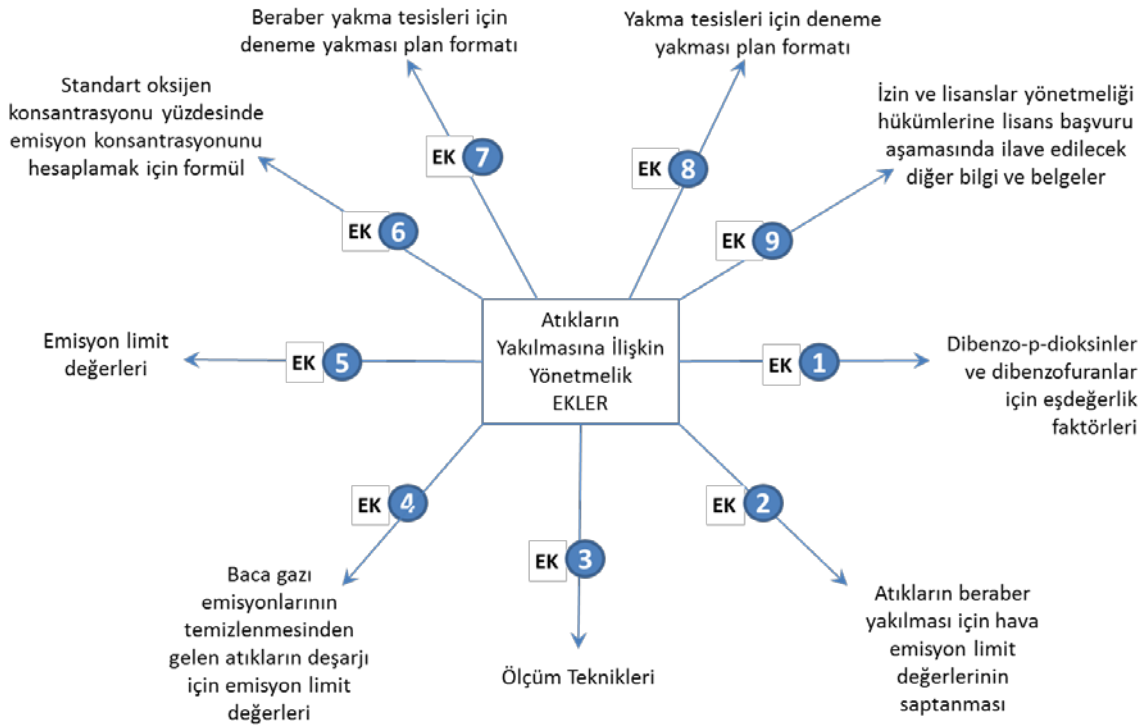 Beraber yakma tesisleri için
deneme yakması plan formatı
Yakma tesisleri için deneme
yakması plan formatı
Standart oksijen
konsantrasyonu yüzdesinde
emisyon konsantrasyonunu
hesaplamak için formül
İzin ve lisanslar yönetmeliği
hükümlerine lisans başvuru
aşamasında ilave edilecek
diğer bilgi ve belgeler
EK 7
EK 8
EK 6
EK 9
Atıkların
Yakılmasına İlişkin
Yönetmelik
EKLER
Emisyon limit
değerleri
EK 5
EK 1
Dibenzo-p-dioksinler
ve dibenzofuranlar
için eşdeğerlik
faktörleri
EK 4
EK 2
EK 3
Baca gazı
emisyonlarının
temizlenmesinden
gelen atıkların deşarjı
için emisyon limit
değerleri
Ölçüm Teknikleri
Atıkların beraber
yakılması için hava
emisyon limit
değerlerinin
saptanması